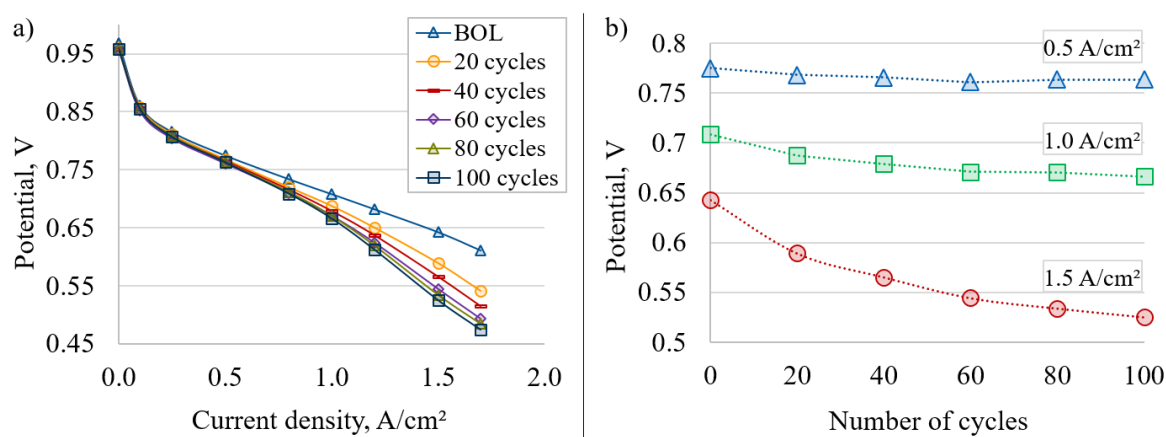 a)
0.95
0.85
0.75
0.65
0.55
0.45
Potential, V
0.0 0.5 1.0 1.5 2.0
Current density, A/cm²
BOL
20 cycles
40 cycles
60 cycles
80 cycles
100 cycles
b)
0.8
0.75
0.7
0.65
0.6
0.55
0.5
Potential, V
0 20 40 60 80 100
Number of cycles
0.5 A/cm²
1.0 A/cm²
1.5 A/cm²